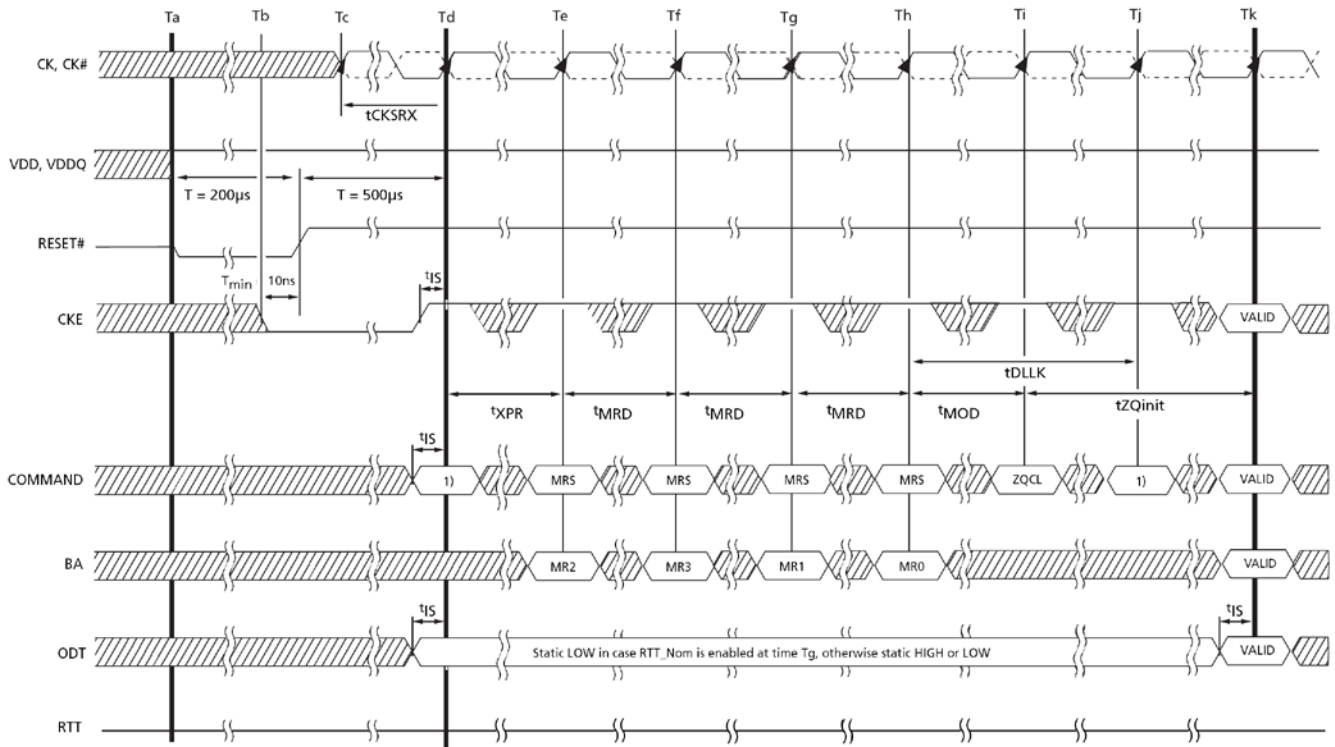 Ta Tb Tc Td Te Tf Tg Th Ti Tj Tk
CK, CK#
tCKSRX
VDD, VDDQ
T = 200µs T = 500µs
RESET#
Tmin 10ns tIS
CKE VALID
tDLLK
tXPR tMRD tMRD tMRD tMOD tZQinit
tIS
COMMAND 1) MRS MRS MRS MRS ZQCL 1) VALID
BA MR2 MR3 MR1 MR0 VALID
tIS tIS
ODT Static LOW in case RTT_Nom is enabled at time Tg, otherwise static HIGH or LOW VALID
RTT